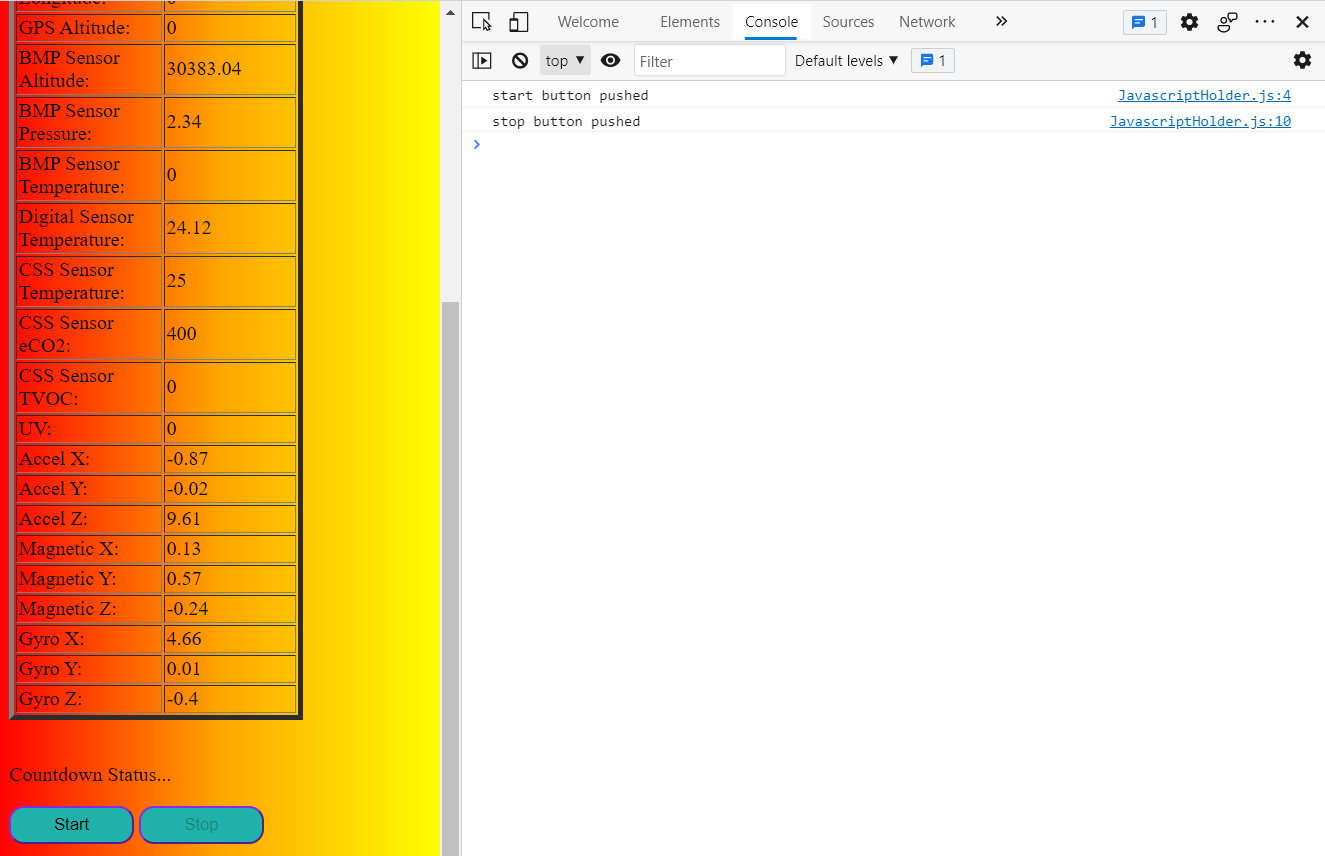 Longitude: 0
GPS Altitude: 0
BMP Sensor
Altitude: 30383.04
BMP Sensor
Pressure: 2.34
BMP Sensor
Temperature: 0
Digital Sensor
Temperature: 24.12
CSS Sensor
Temperature: 25
CSS Sensor
eCO2: 400
CSS Sensor
TVOC: 0
UV: 0
Accel X: -0.87
Accel Y: -0.02
Accel Z: 9.61
Magnetic X: 0.13
Magnetic Y: 0.57
Magnetic Z: -0.24
Gyro X: 4.66
Gyro Y: 0.01
Gyro Z: -0.4
Countdown Status...
Start Stop
Welcome Elements Console Sources Network » 1
top Filter Default levels 1
start button pushed JavascriptHolder.js:4
stop button pushed JavascriptHolder.js:10